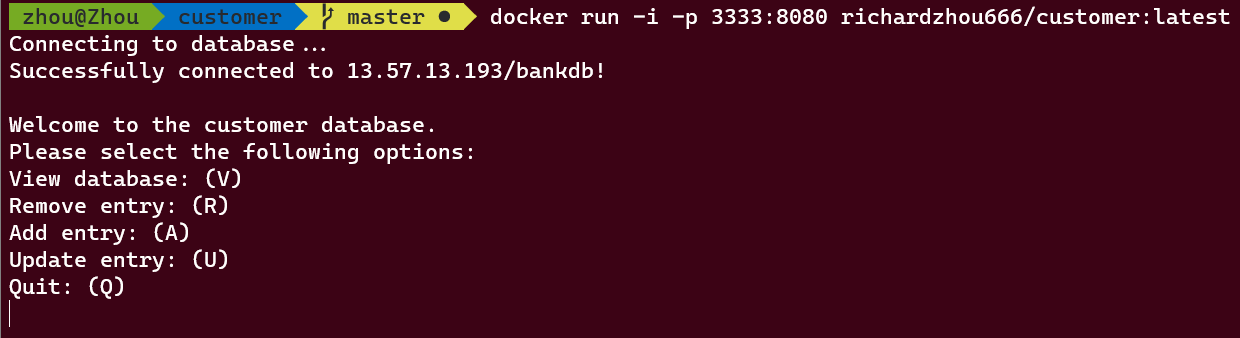 zhou@Zhou customer master ● docker run -i -p 3333:8080 richardzhou666/customer:latest
Connecting to database...
Successfully connected to 13.57.13.193/bankdb!
Welcome to the customer database.
Please select the following options:
View database: (V)
Remove entry: (R)
Add entry: (A)
Update entry: (U)
Quit: (Q)